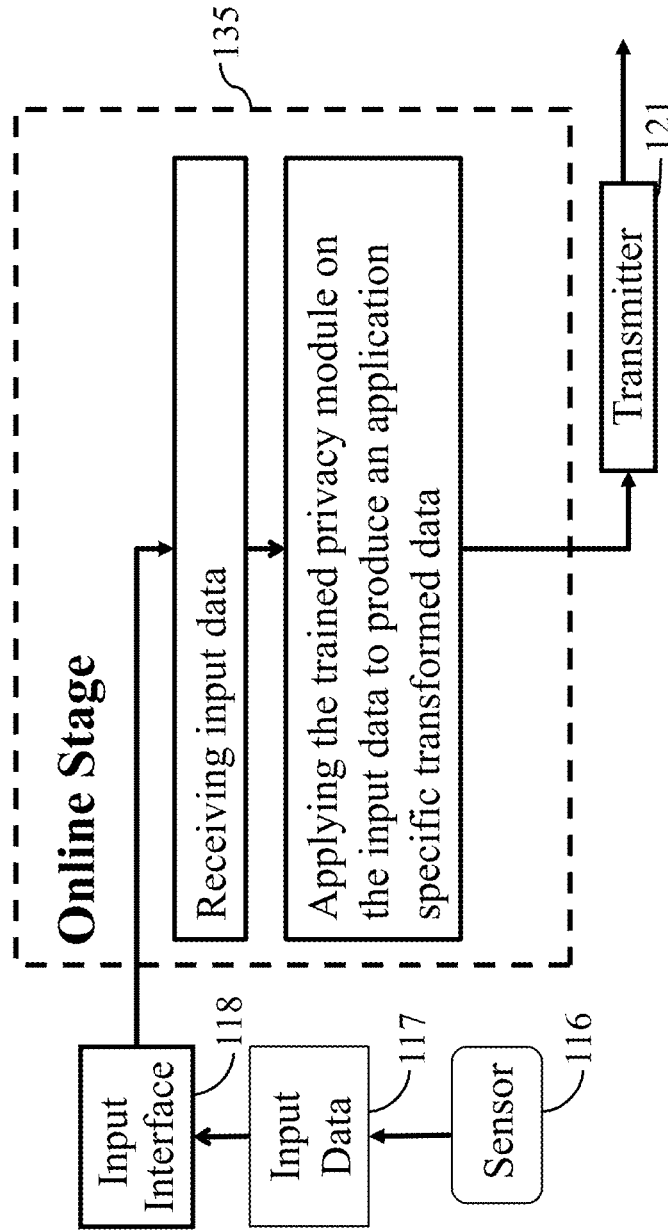 Online Stage
135
Receiving input data
Applying the trained privacy module on
the input data to produce an application
specific transformed data
Input
Interface
118
Input
Data
117
Sensor
116
Transmitter
121